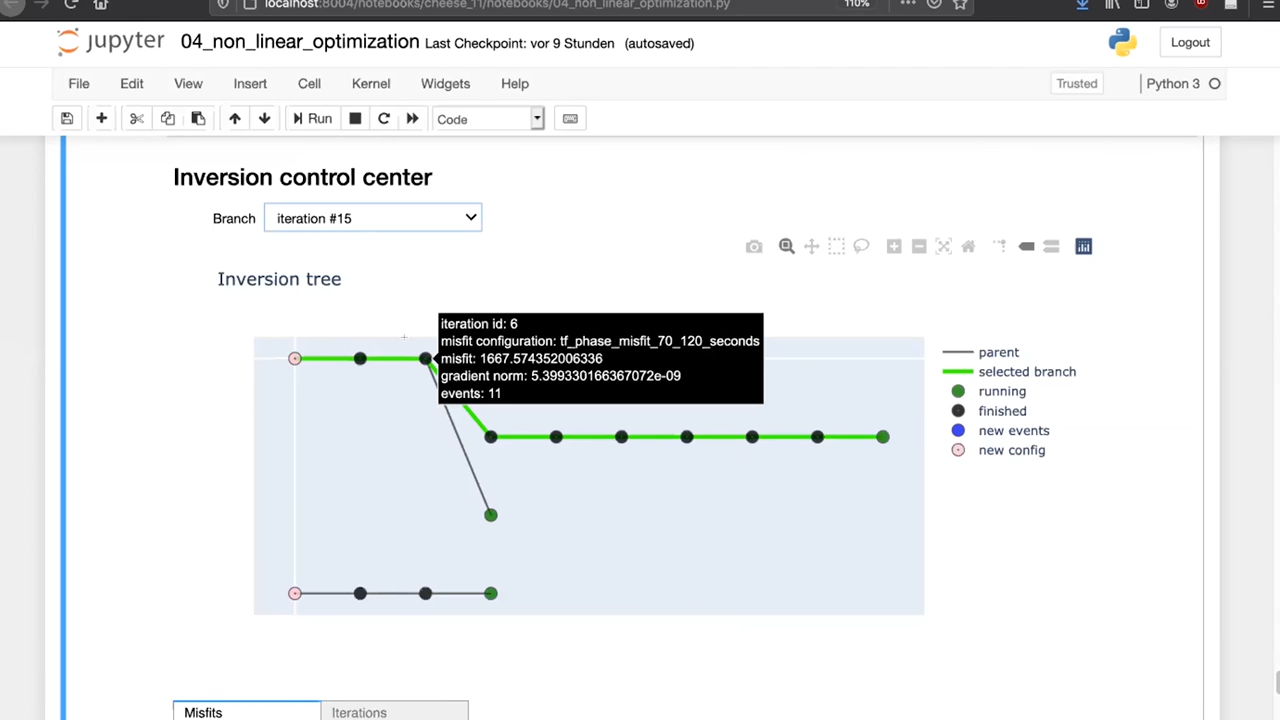 localhost:8004/notebooks/cheese_11/notebooks/04_non_linear_optimization.py
110%
jupyter 04_non_linear_optimization Last Checkpoint: vor 9 Stunden (autosaved)
Logout
File Edit View Insert Cell Kernel Widgets Help
Trusted
Python 3
Run
Code
Inversion control center
Branch iteration #15
Inversion tree
iteration id: 6
misfit configuration: tf_phase_misfit_70_120_seconds
misfit: 1667.574352006336
gradient norm: 5.399330166367072e-09
events: 11
parent
selected branch
running
finished
new events
new config
Misfits
Iterations